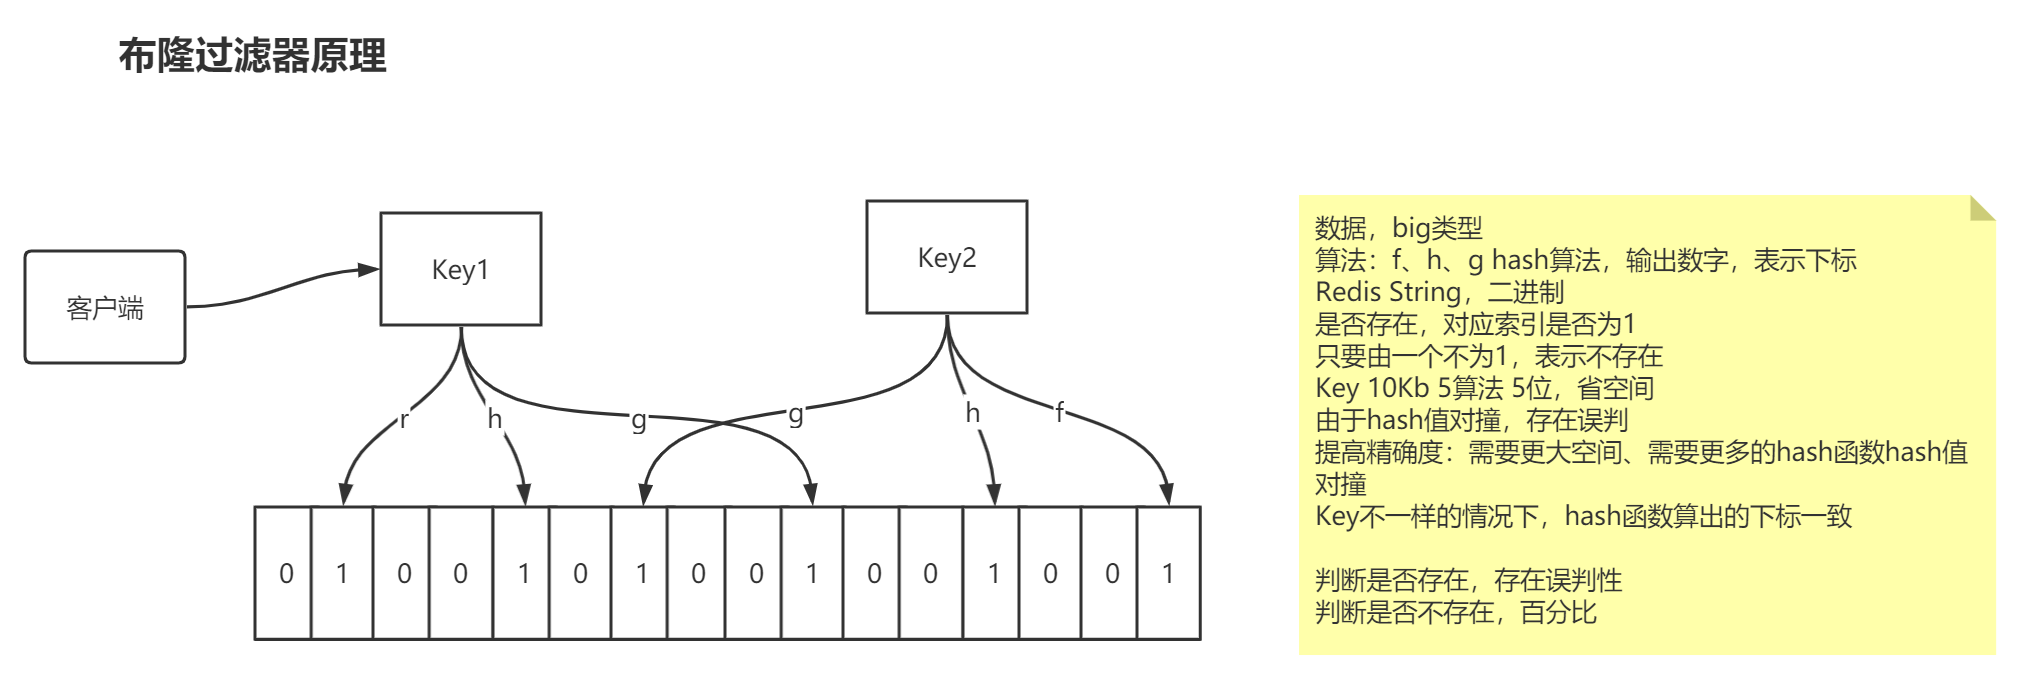 布隆过滤器原理
客户端
Key1
Key2
r
h
g
g
h
f
0 1 0 0 1 0 1 0 0 1 0 0 1 0 0 1
数据，big类型
算法：f、h、g hash算法，输出数字，表示下标
Redis String，二进制
是否存在，对应索引是否为1
只要由一个不为1，表示不存在
Key 10Kb 5算法 5位，省空间
由于hash值对撞，存在误判
提高精确度：需要更大空间、需要更多的hash函数hash值
对撞
Key不一样的情况下，hash函数算出的下标一致
判断是否存在，存在误判性
判断是否不存在，百分比